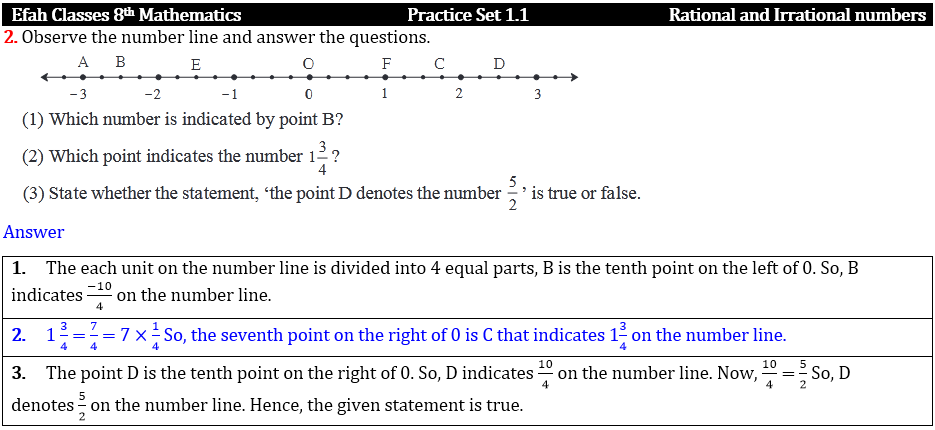 Efah Classes 8th Mathematics Practice Set 1.1 Rational and Irrational numbers
2. Observe the number line and answer the questions.
A B E O F C D
-3 -2 -1 0 1 2 3
(1) Which number is indicated by point B?
(2) Which point indicates the number 1 3/4 ?
(3) State whether the statement, ‘the point D denotes the number 5/2 ’ is true or false.
Answer
1. The each unit on the number line is divided into 4 equal parts, B is the tenth point on the left of 0. So, B
indicates −10/4 on the number line.
2. 1 3/4 = 7/4 = 7 × 1/4 So, the seventh point on the right of 0 is C that indicates 1 3/4 on the number line.
3. The point D is the tenth point on the right of 0. So, D indicates 10/4 on the number line. Now, 10/4 = 5/2 So, D
denotes 5/2 on the number line. Hence, the given statement is true.